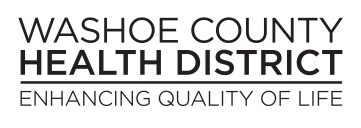 WASHOE COUNTY
HEALTH DISTRICT
ENHANCING QUALITY OF LIFE